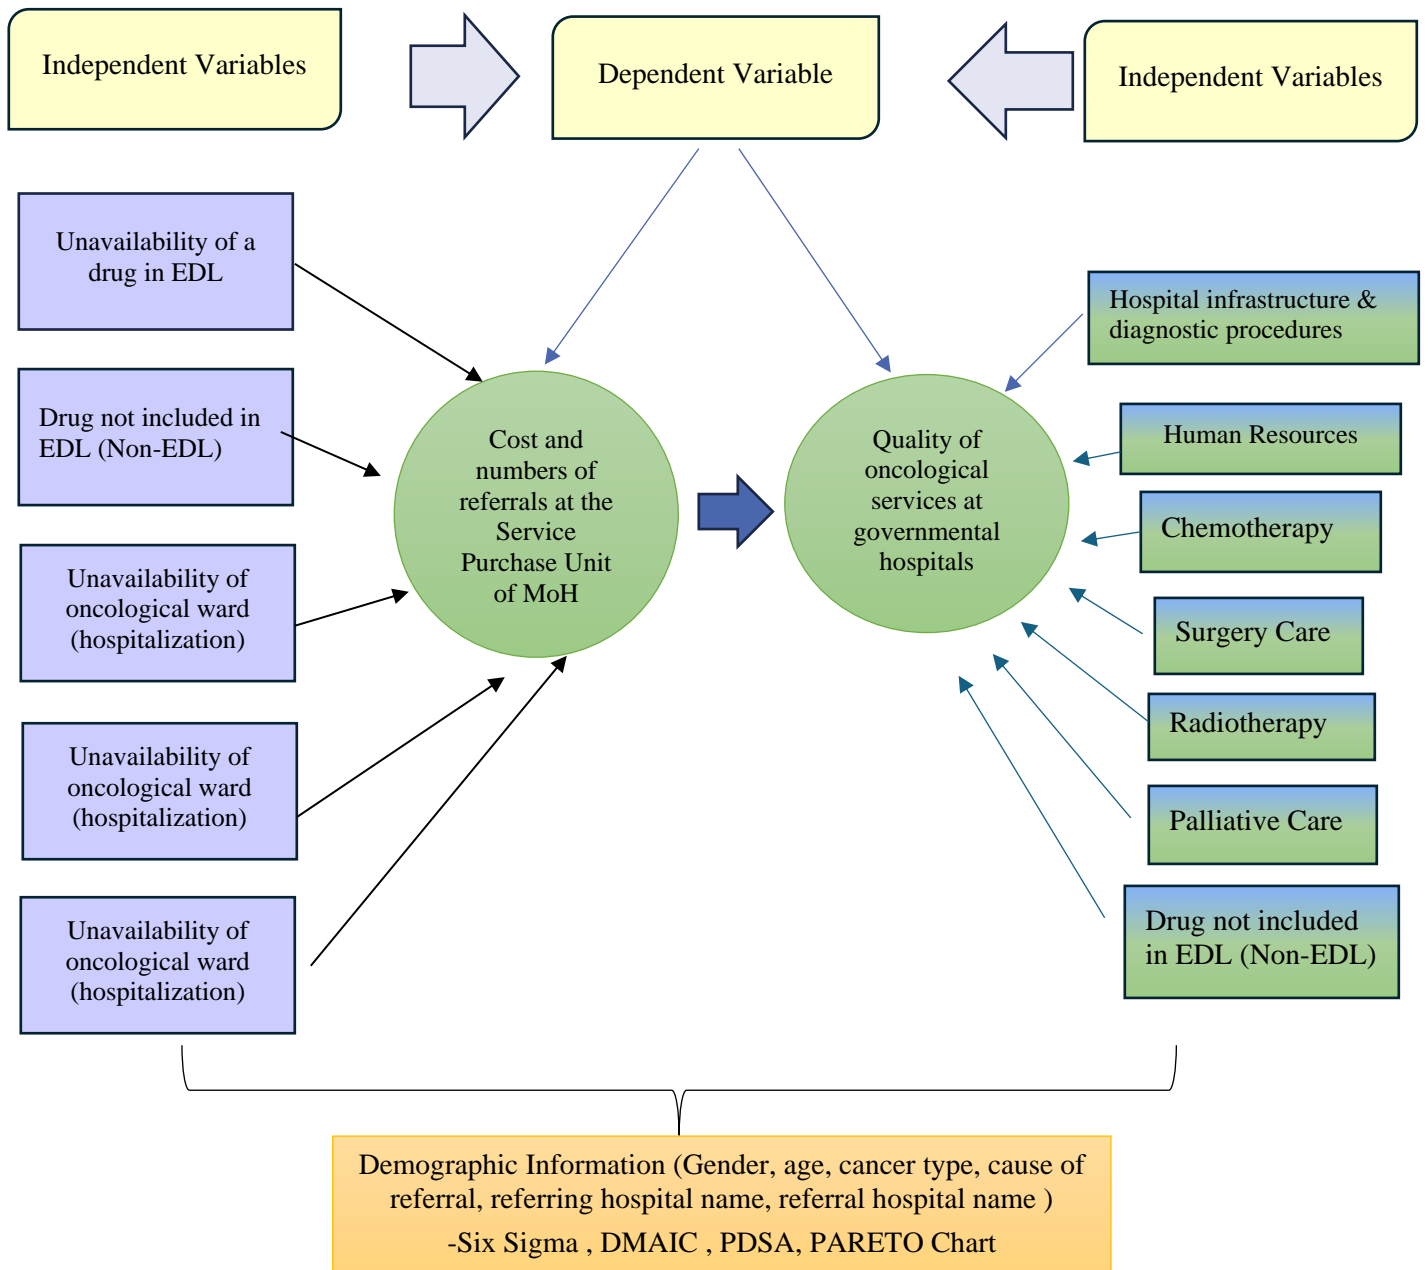 Independent Variables
Dependent Variable
Independent Variables
Unavailability of a
drug in EDL
Drug not included in
EDL (Non-EDL)
Unavailability of
oncological ward
(hospitalization)
Unavailability of
oncological ward
(hospitalization)
Unavailability of
oncological ward
(hospitalization)
Cost and
numbers of
referrals at the
Service
Purchase Unit
of MoH
Quality of
oncological
services at
governmental
hospitals
Hospital infrastructure &
diagnostic procedures
Human Resources
Chemotherapy
Surgery Care
Radiotherapy
Palliative Care
Drug not included
in EDL (Non-EDL)
Demographic Information (Gender, age, cancer type, cause of
referral, referring hospital name, referral hospital name )
-Six Sigma , DMAIC , PDSA, PARETO Chart